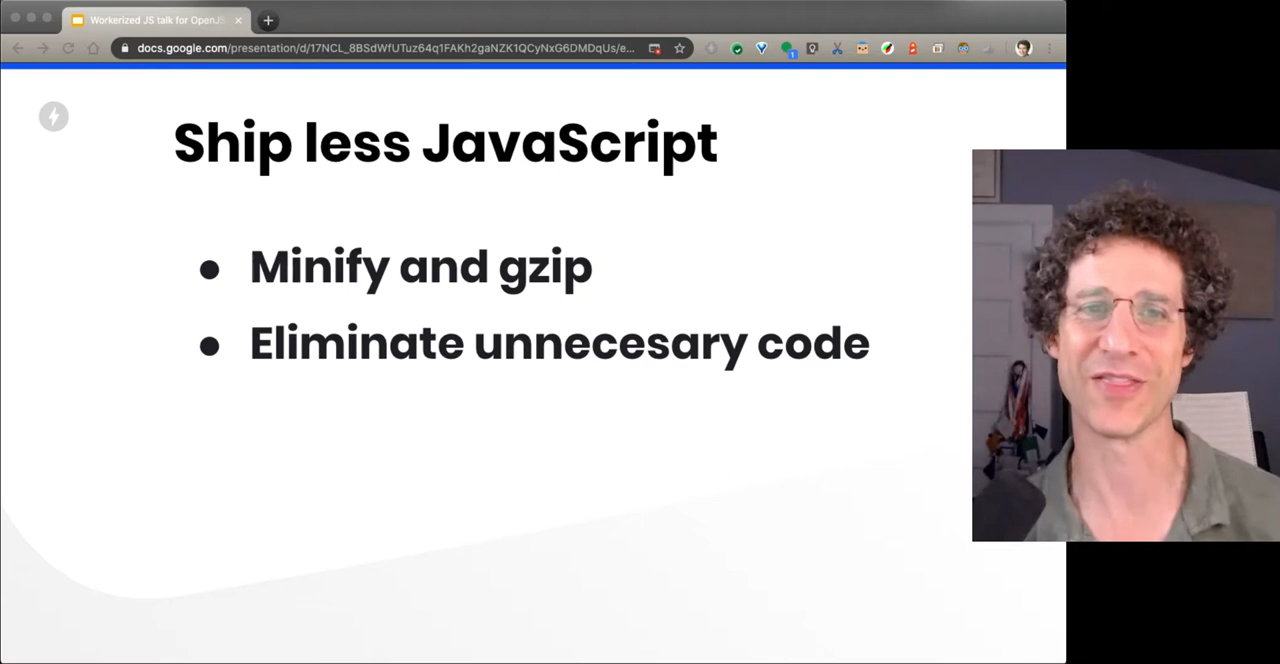 Workerized JS talk for OpenJS
docs.google.com/presentation/d/17NCL_8BSdWfUTuz64q1FAKh2gaNZK1QCyNxG6DMDqUs/e...
1
Ship less JavaScript
● Minify and gzip
● Eliminate unnecesary code